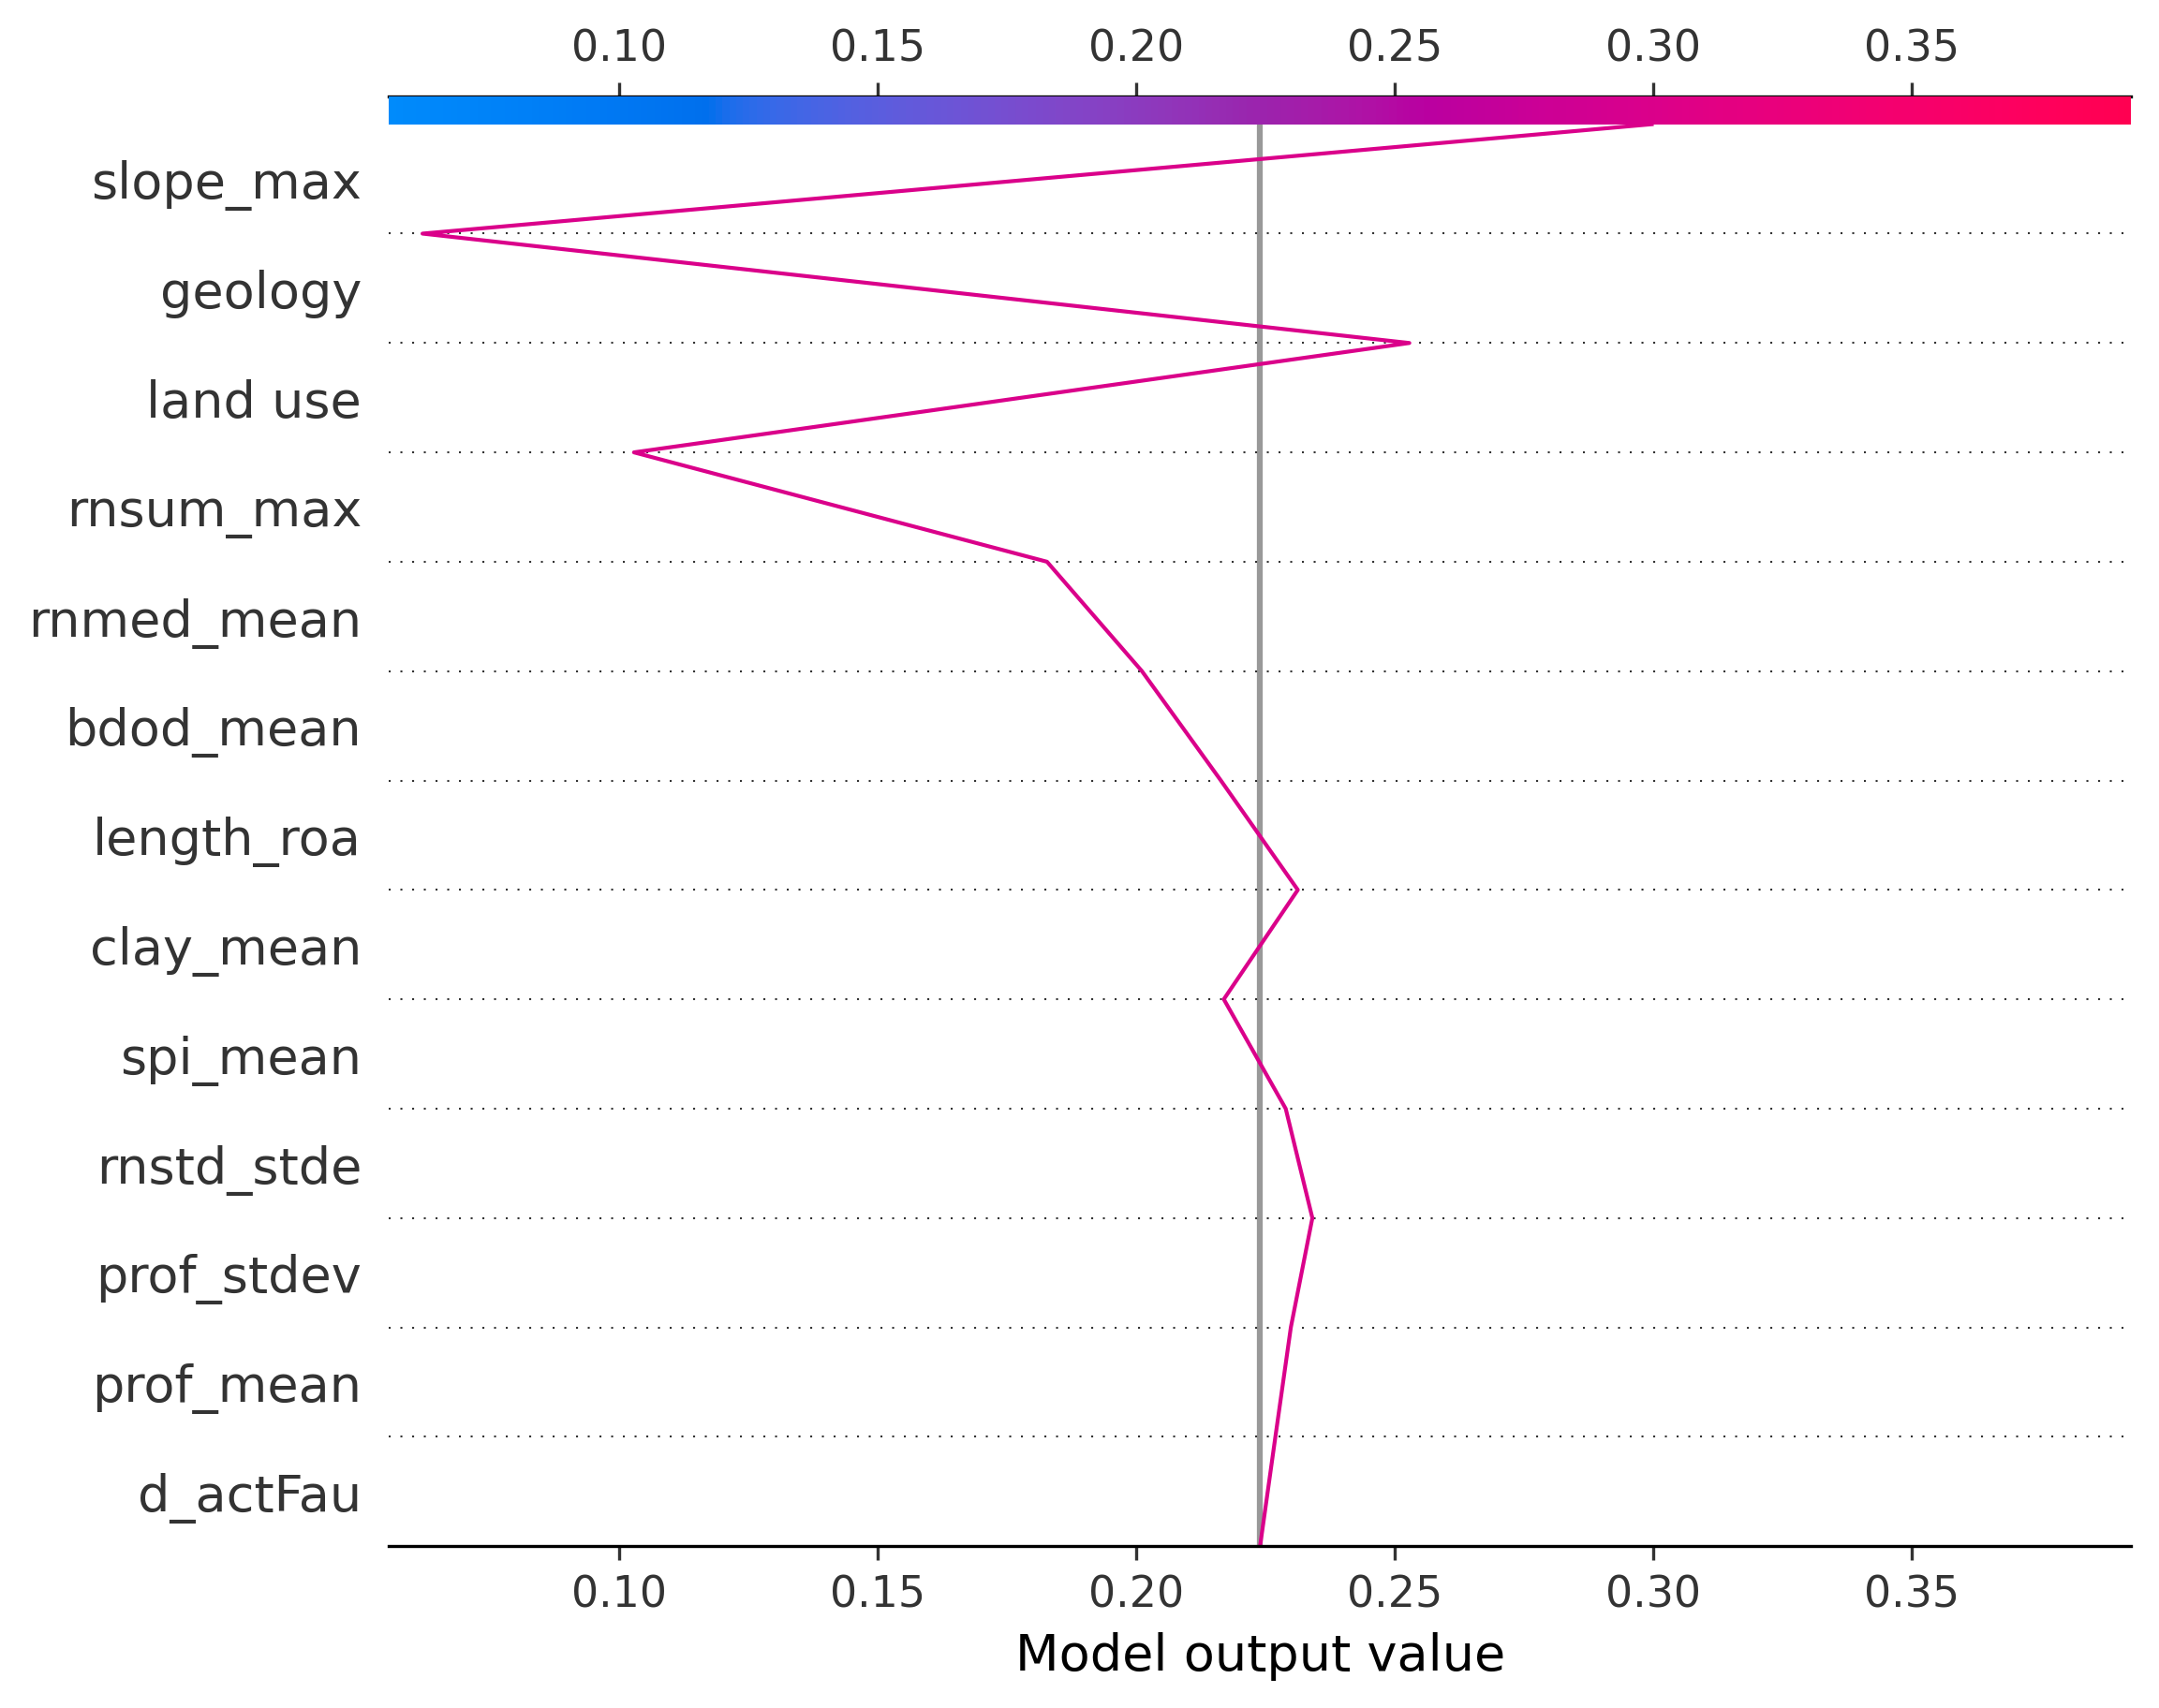 0.10 0.15 0.20 0.25 0.30 0.35
slope_max
geology
land use
rnsum_max
rnmed_mean
bdod_mean
length_roa
clay_mean
spi_mean
rnstd_stde
prof_stdev
prof_mean
d_actFau
0.10 0.15 0.20 0.25 0.30 0.35
Model output value